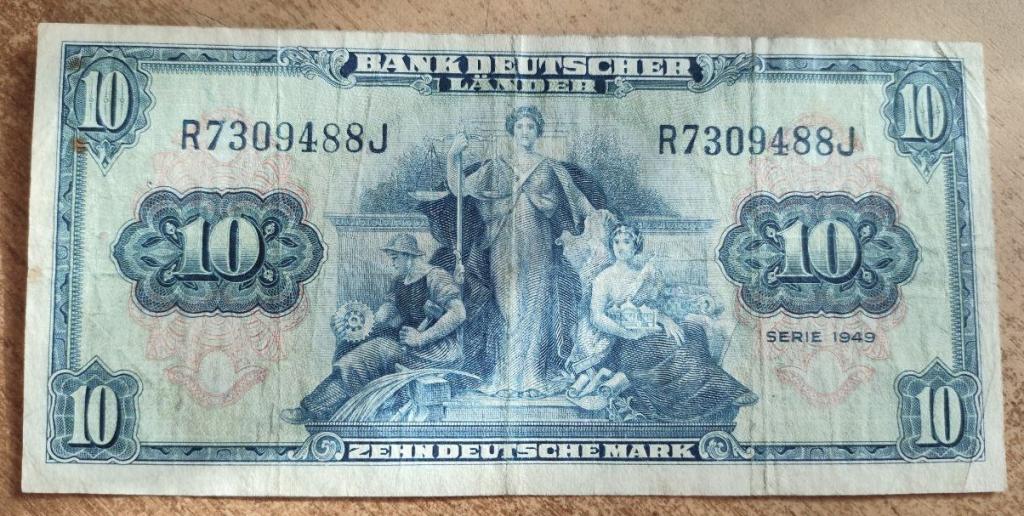 BANK DEUTSCHER
LÄNDER
10 10
R7309488J R7309488J
10 10
SERIE 1949
10 10
ZEHN DEUTSCHE MARK